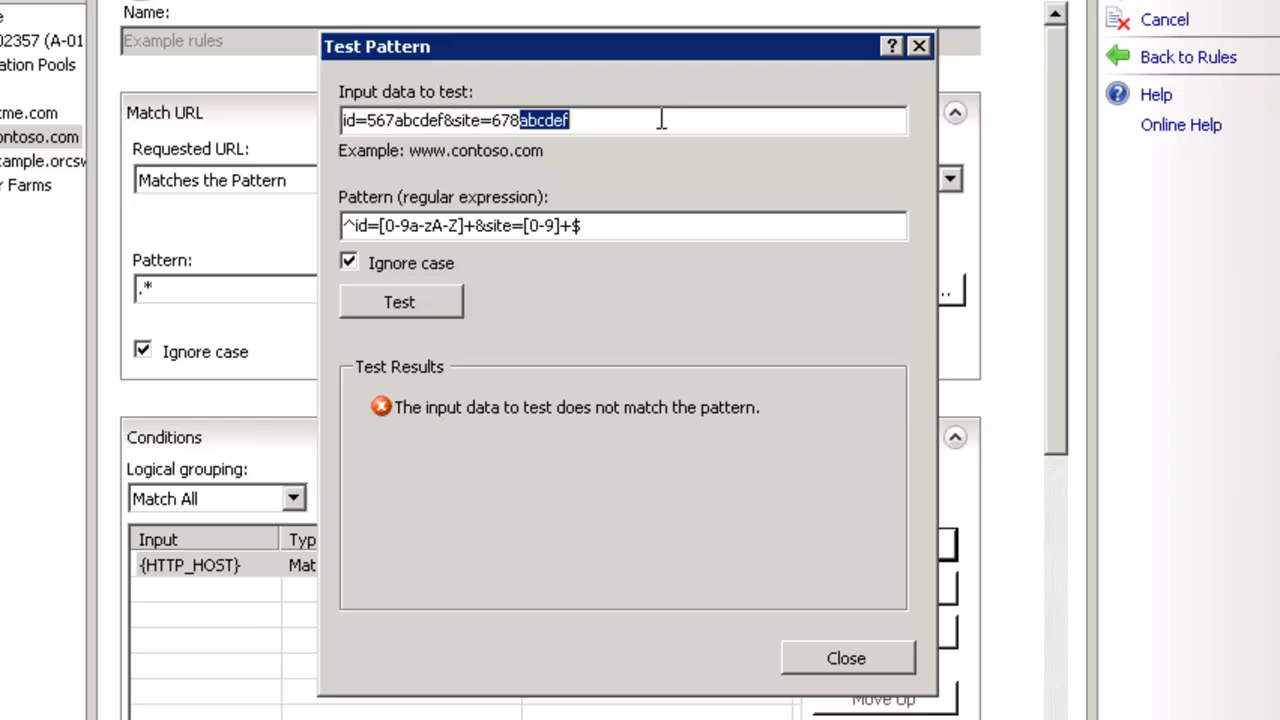 Name:
Example rules
e
02357 (A-01
ation Pools
me.com
ontoso.com
ample.orcsw
r Farms
Match URL
Requested URL:
Matches the Pattern
Pattern:
.*
Ignore case
Conditions
Logical grouping:
Match All
Input
Typ
{HTTP_HOST}
Mat
Test Pattern
?
Input data to test:
id=567abcdef&site=678abcdef
Example: www.contoso.com
Pattern (regular expression):
^id=[0-9a-zA-Z]+&site=[0-9]+$
Ignore case
Test
Test Results
The input data to test does not match the pattern.
Close
..
Move Up
Cancel
Back to Rules
Help
Online Help